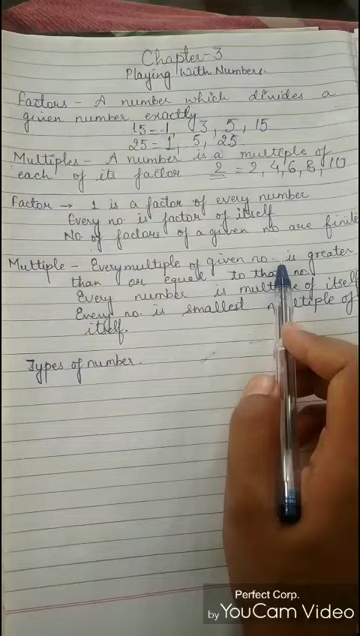 Chapter-3
Playing With Numbers.
Factors - A number which divides a
given number exactly
15 = 1, 3, 5, 15
25 = 1, 5, 25
Multiples - A number is a multiple of
each of its factor 2 = 2, 4, 6, 8, 10
Factor → 1 is a factor of every number
Every no. is factor of itself
No of factors of a given no are finite
Multiple - Every multiple of given no. is greater
than or equal to that no.
Every number is multiple of itself
Every no is smallest multiple of
itself.
Types of number.
Perfect Corp.
by YouCam Video